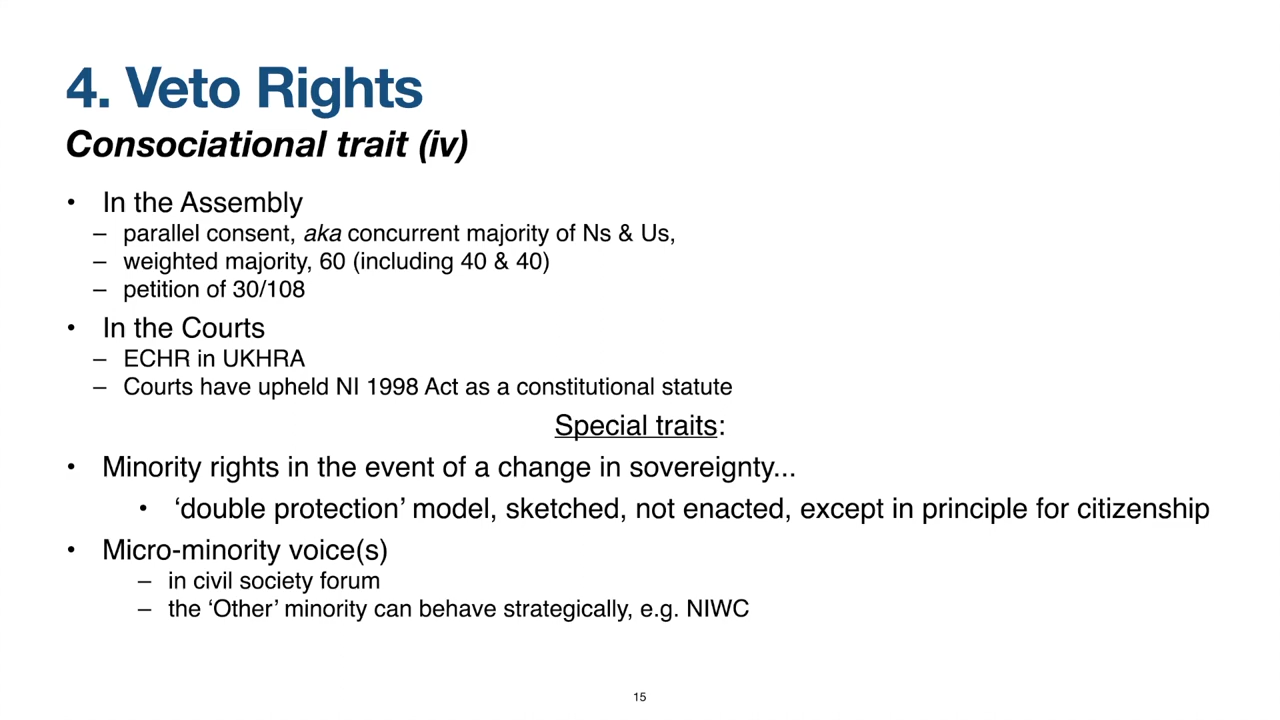 4. Veto Rights
Consociational trait (iv)
• In the Assembly
– parallel consent, aka concurrent majority of Ns & Us,
– weighted majority, 60 (including 40 & 40)
– petition of 30/108
• In the Courts
– ECHR in UKHRA
– Courts have upheld NI 1998 Act as a constitutional statute
Special traits:
• Minority rights in the event of a change in sovereignty...
• ‘double protection’ model, sketched, not enacted, except in principle for citizenship
• Micro-minority voice(s)
– in civil society forum
– the ‘Other’ minority can behave strategically, e.g. NIWC
15